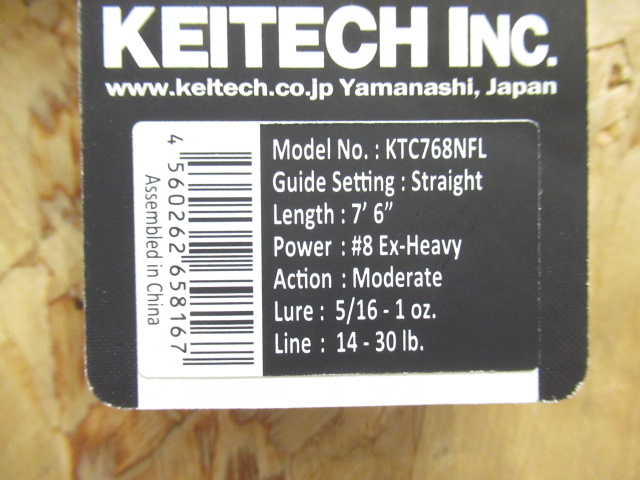 KEITECH INC.
www.keitech.co.jp Yamanashi, Japan
4 560262 658167
Assembled in China
Model No. : KTC768NFL
Guide Setting : Straight
Length : 7' 6”
Power : #8 Ex-Heavy
Action : Moderate
Lure : 5/16 - 1 oz.
Line : 14 - 30 lb.